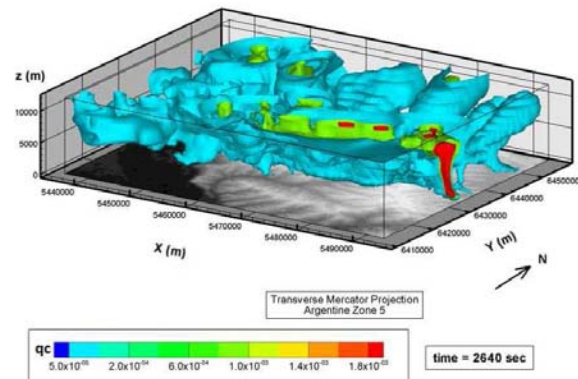 z (m)
10000
5000
0
5440000
5450000
5460000
5470000
5480000
5490000
X (m)
6410000
6420000
6430000
6440000
6450000
Y (m)
N
Transverse Mercator Projection
Argentine Zone 5
qc
5.0x10⁻⁰⁵ 2.0x10⁻⁰⁴ 6.0x10⁻⁰⁴ 1.0x10⁻⁰³ 1.4x10⁻⁰³ 1.8x10⁻⁰³
time = 2640 sec